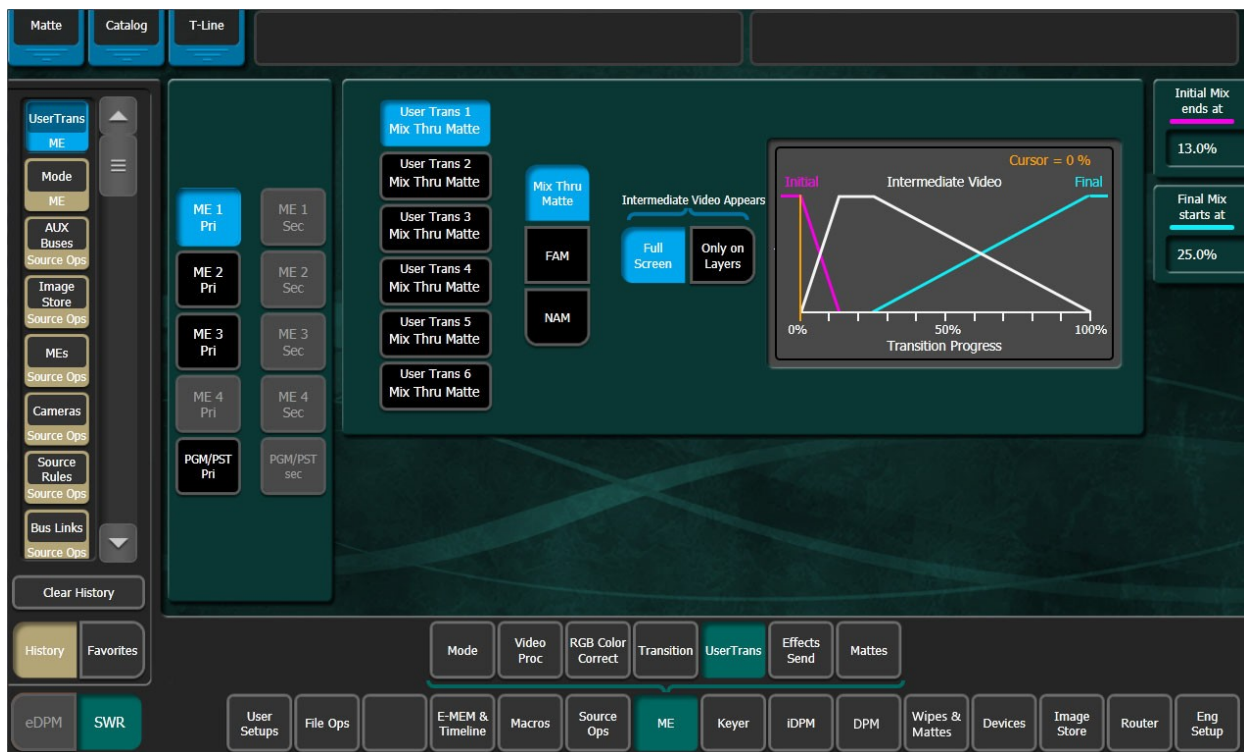 Matte
Catalog
T-Line
UserTrans
ME
Mode
ME
AUX
Buses
Source Ops
Image
Store
Source Ops
MEs
Source Ops
Cameras
Source Ops
Source
Rules
Source Ops
Bus Links
Source Ops
Clear History
History
Favorites
eDPM
SWR
ME 1
Pri
ME 1
Sec
ME 2
Pri
ME 2
Sec
ME 3
Pri
ME 3
Sec
ME 4
Pri
ME 4
Sec
PGM/PST
Pri
PGM/PST
sec
User Trans 1
Mix Thru Matte
User Trans 2
Mix Thru Matte
User Trans 3
Mix Thru Matte
User Trans 4
Mix Thru Matte
User Trans 5
Mix Thru Matte
User Trans 6
Mix Thru Matte
Mix Thru
Matte
FAM
NAM
Intermediate Video Appears
Full
Screen
Only on
Layers
Cursor = 0 %
Initial
Intermediate Video
Final
0%
50%
100%
Transition Progress
Initial Mix
ends at
13.0%
Final Mix
starts at
25.0%
Mode
Video
Proc
RGB Color
Correct
Transition
UserTrans
Effects
Send
Mattes
User
Setups
File Ops
E-MEM &
Timeline
Macros
Source
Ops
ME
Keyer
iDPM
DPM
Wipes &
Mattes
Devices
Image
Store
Router
Eng
Setup